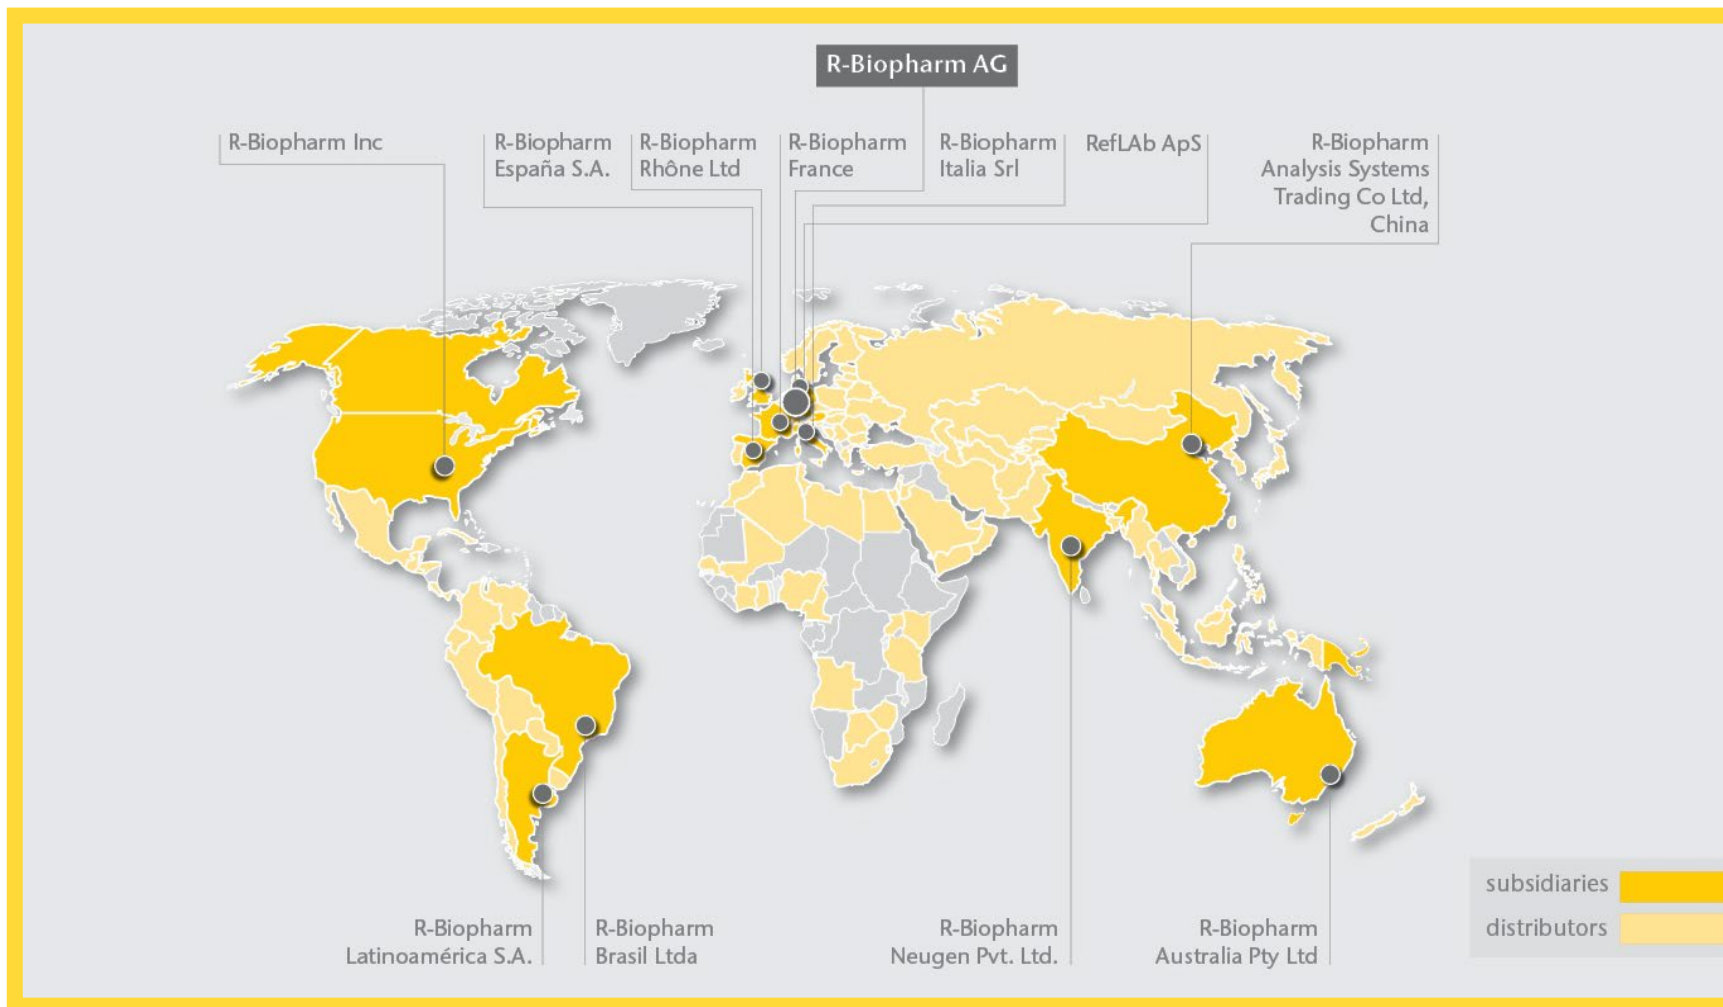 R-Biopharm AG
R-Biopharm Inc
R-Biopharm
España S.A.
R-Biopharm
Rhône Ltd
R-Biopharm
France
R-Biopharm
Italia Srl
RefLAb ApS
R-Biopharm
Analysis Systems
Trading Co Ltd,
China
subsidiaries
distributors
R-Biopharm
Latinoamérica S.A.
R-Biopharm
Brasil Ltda
R-Biopharm
Neugen Pvt. Ltd.
R-Biopharm
Australia Pty Ltd